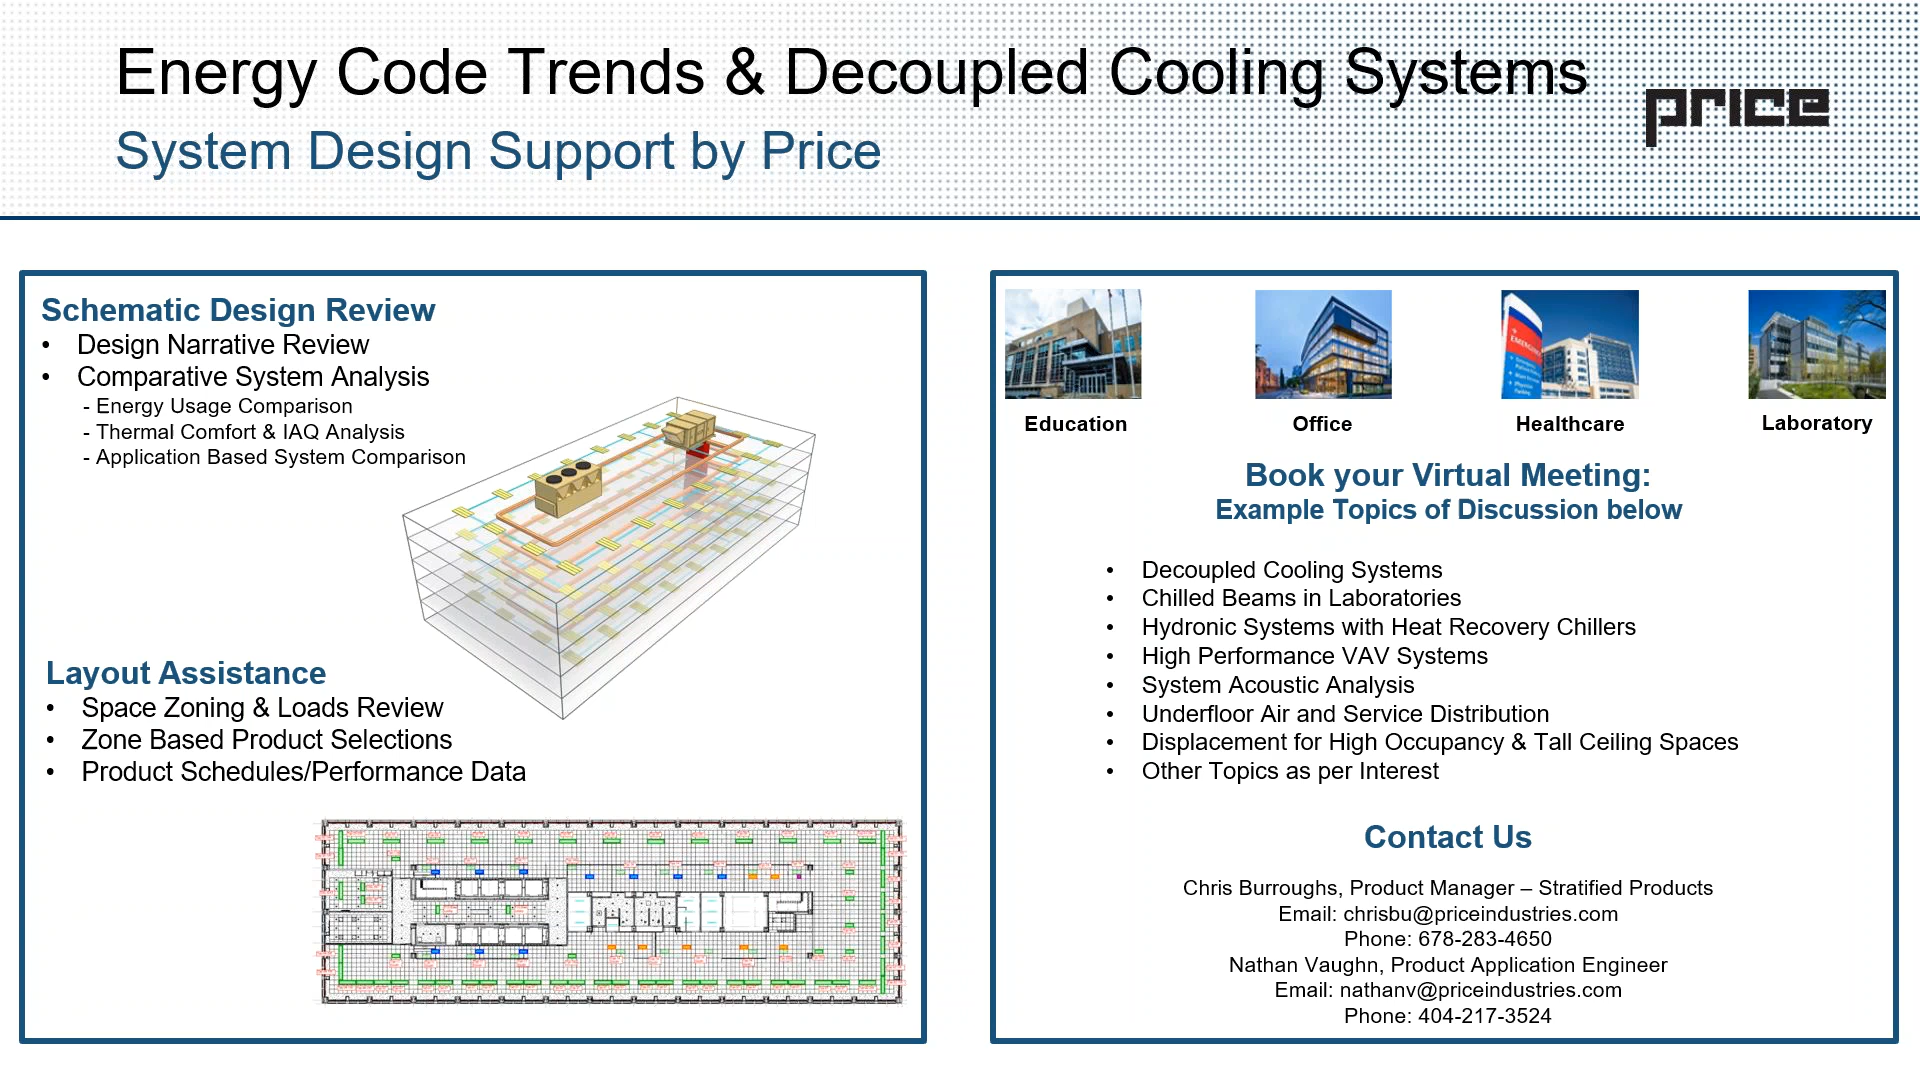 Energy Code Trends & Decoupled Cooling Systems
System Design Support by Price
price
Schematic Design Review
• Design Narrative Review
• Comparative System Analysis
- Energy Usage Comparison
- Thermal Comfort & IAQ Analysis
- Application Based System Comparison
Layout Assistance
• Space Zoning & Loads Review
• Zone Based Product Selections
• Product Schedules/Performance Data
EMERGENCY
Education
Office
Healthcare
Laboratory
Book your Virtual Meeting:
Example Topics of Discussion below
• Decoupled Cooling Systems
• Chilled Beams in Laboratories
• Hydronic Systems with Heat Recovery Chillers
• High Performance VAV Systems
• System Acoustic Analysis
• Underfloor Air and Service Distribution
• Displacement for High Occupancy & Tall Ceiling Spaces
• Other Topics as per Interest
Contact Us
Chris Burroughs, Product Manager – Stratified Products
Email: chrisbu@priceindustries.com
Phone: 678-283-4650
Nathan Vaughn, Product Application Engineer
Email: nathanv@priceindustries.com
Phone: 404-217-3524